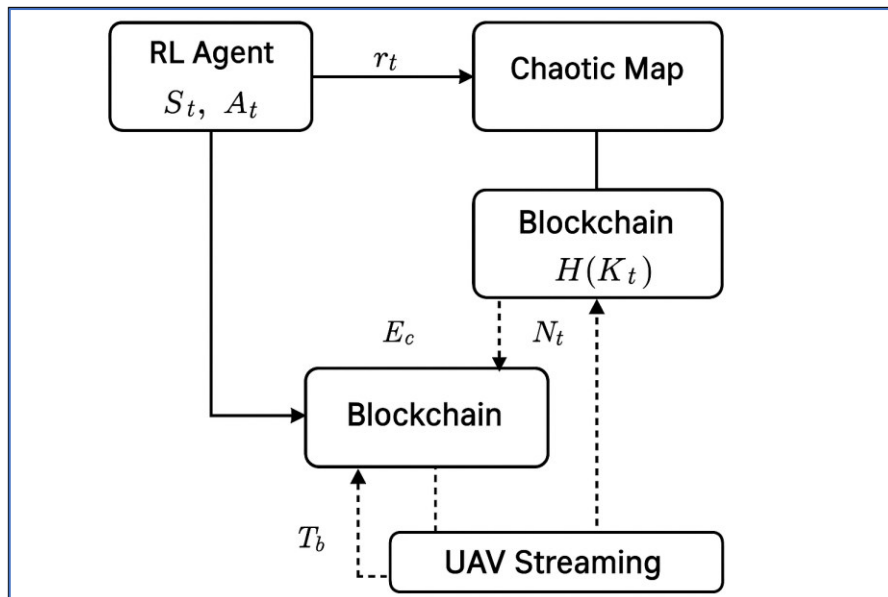 RL Agent
S_t, A_t
r_t
Chaotic Map
Blockchain
H(K_t)
E_c
N_t
Blockchain
T_b
UAV Streaming